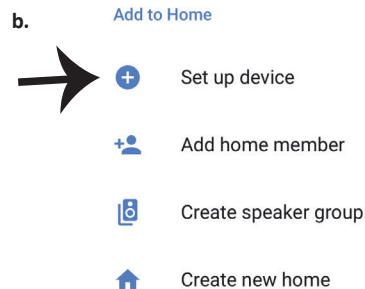 b.
Add to Home
Set up device
Add home member
Create speaker group
Create new home